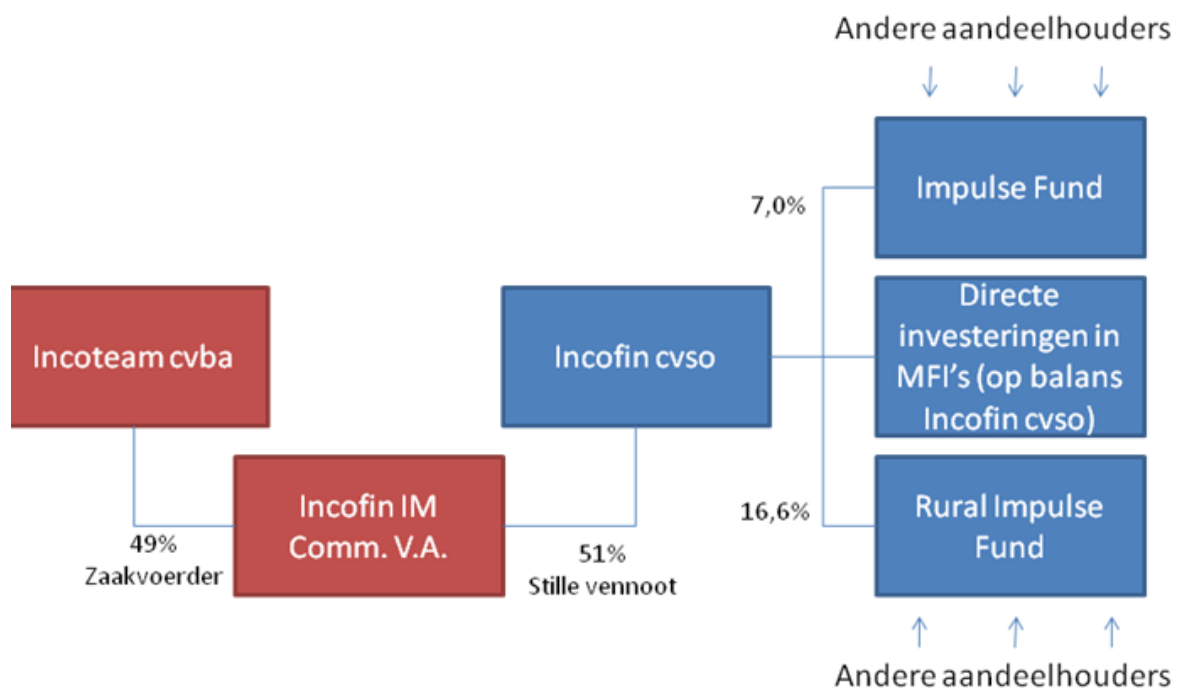 Andere aandeelhouders
Impulse Fund
7,0%
Incoteam cvba
Incofin cvso
Directe
investeringen in
MFI's (op balans
Incofin cvso)
Incofin IM
Comm. V.A.
49%
Zaakvoerder
51%
Stille vennoot
16,6%
Rural Impulse
Fund
Andere aandeelhouders